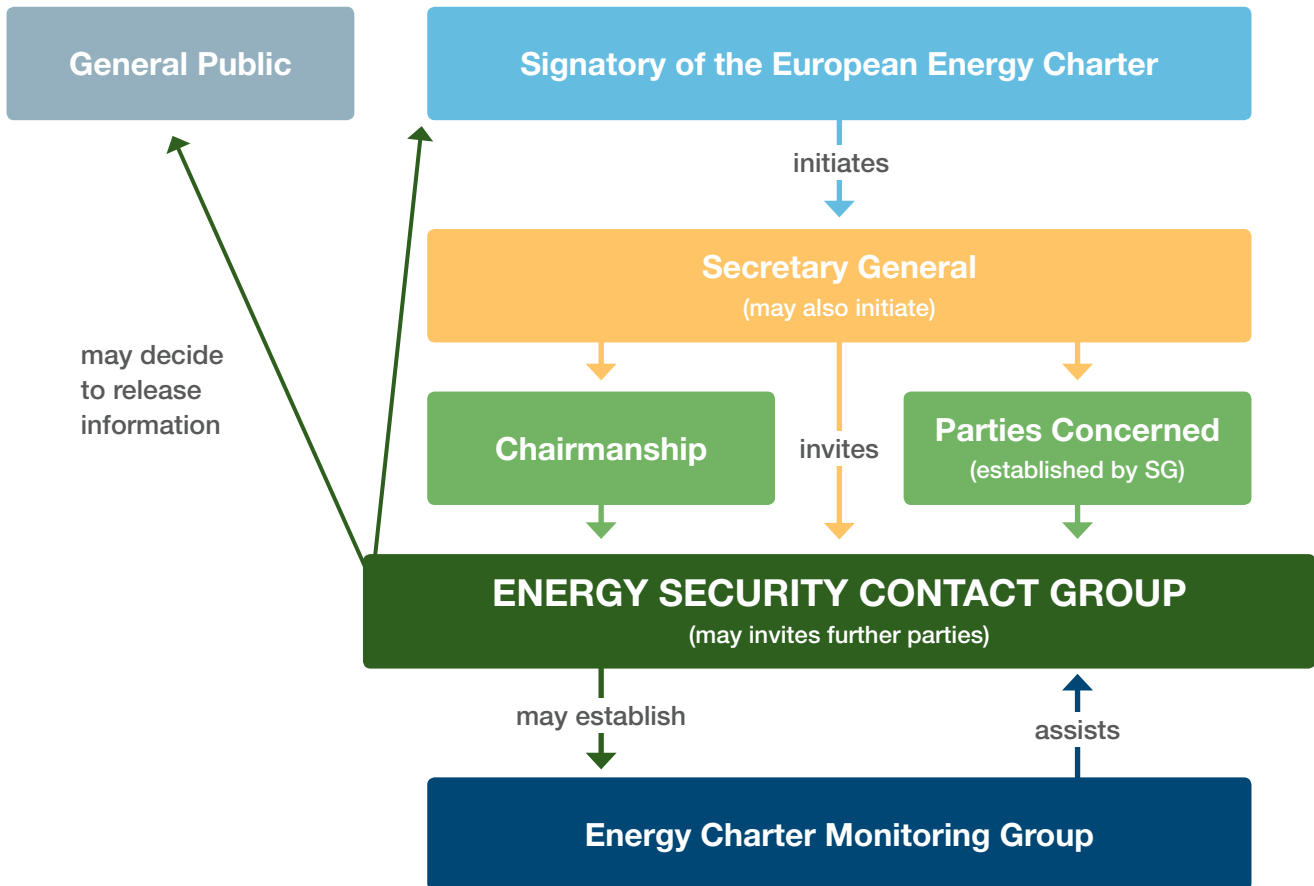 General Public
Signatory of the European Energy Charter
initiates
Secretary General
(may also initiate)
may decide
to release
information
Chairmanship
invites
Parties Concerned
(established by SG)
ENERGY SECURITY CONTACT GROUP
(may invites further parties)
may establish
assists
Energy Charter Monitoring Group